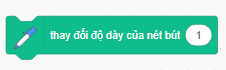 thay đổi độ dày của nét bút 1